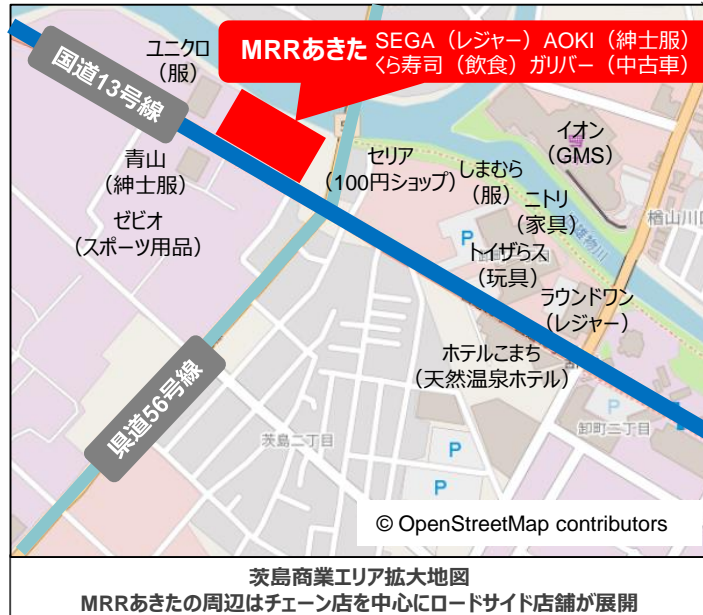 ユニクロ
（服）
MRRあきた
SEGA（レジャー）AOKI（紳士服）
くら寿司（飲食）ガリバー（中古車）
国道13号線
青山
（紳士服）
ゼビオ
（スポーツ用品）
セリア
（100円ショップ）
しまむら
（服）
イオン
（GMS）
ニトリ
（家具）
トイザらス
（玩具）
ラウンドワン
（レジャー）
ホテルこまち
（天然温泉ホテル）
県道56号線
茨島二丁目
卸町二丁目
楢山川口
雄物川
P
P
P
P
P
© OpenStreetMap contributors
茨島商業エリア拡大地図
MRRあきたの周辺はチェーン店を中心にロードサイド店舗が展開